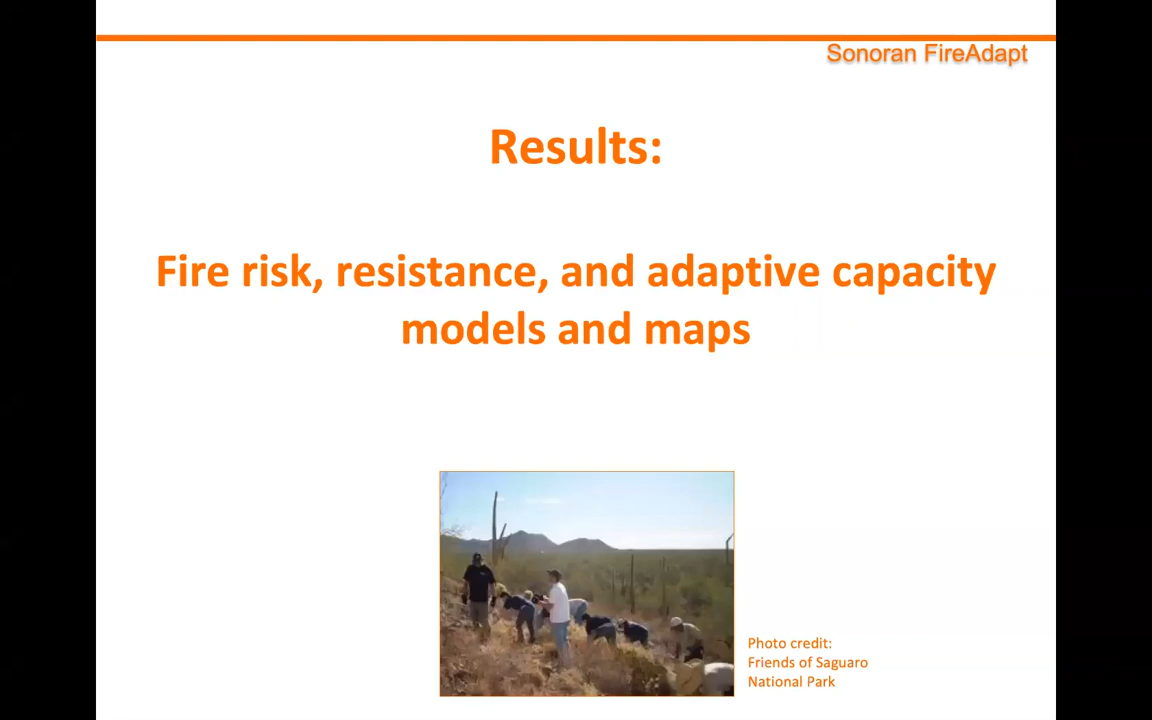 Sonoran FireAdapt
Results:
Fire risk, resistance, and adaptive capacity
models and maps
Photo credit:
Friends of Saguaro
National Park